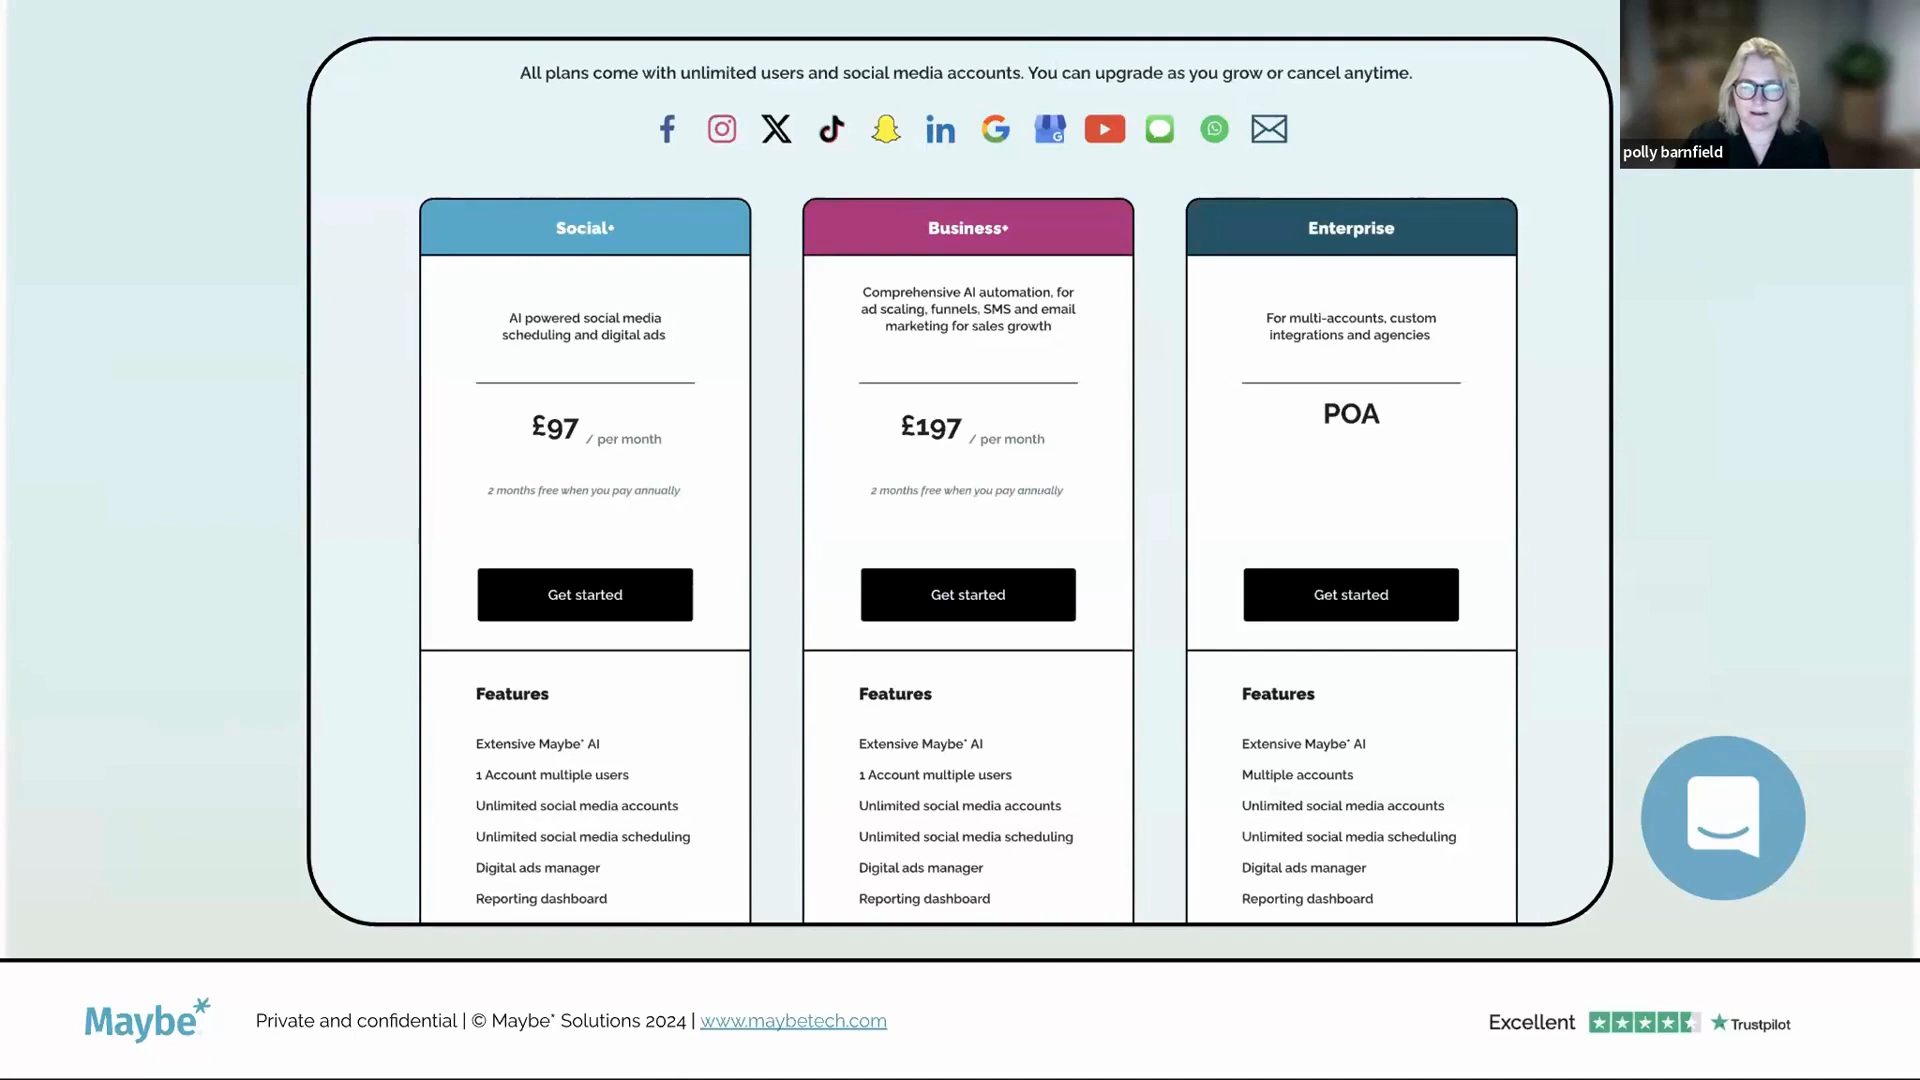 All plans come with unlimited users and social media accounts. You can upgrade as you grow or cancel anytime.
polly barnfield
Social+
AI powered social media
scheduling and digital ads
£97 / per month
2 months free when you pay annually
Get started
Features
Extensive Maybe* AI
1 Account multiple users
Unlimited social media accounts
Unlimited social media scheduling
Digital ads manager
Reporting dashboard
Business+
Comprehensive AI automation, for
ad scaling, funnels, SMS and email
marketing for sales growth
£197 / per month
2 months free when you pay annually
Get started
Features
Extensive Maybe* AI
1 Account multiple users
Unlimited social media accounts
Unlimited social media scheduling
Digital ads manager
Reporting dashboard
Enterprise
For multi-accounts, custom
integrations and agencies
POA
Get started
Features
Extensive Maybe* AI
Multiple accounts
Unlimited social media accounts
Unlimited social media scheduling
Digital ads manager
Reporting dashboard
Maybe* Private and confidential | © Maybe* Solutions 2024 | www.maybetech.com
Excellent Trustpilot